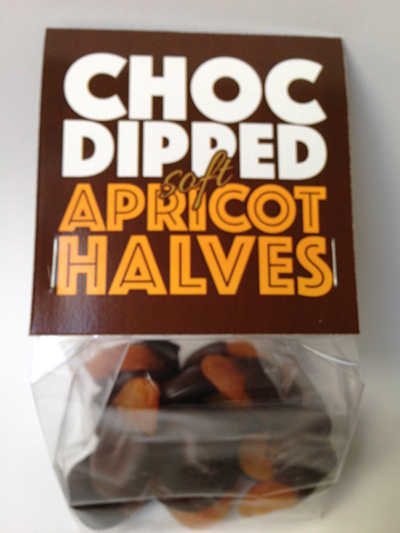 CHOC
DIPPED
soft
APRICOT
HALVES